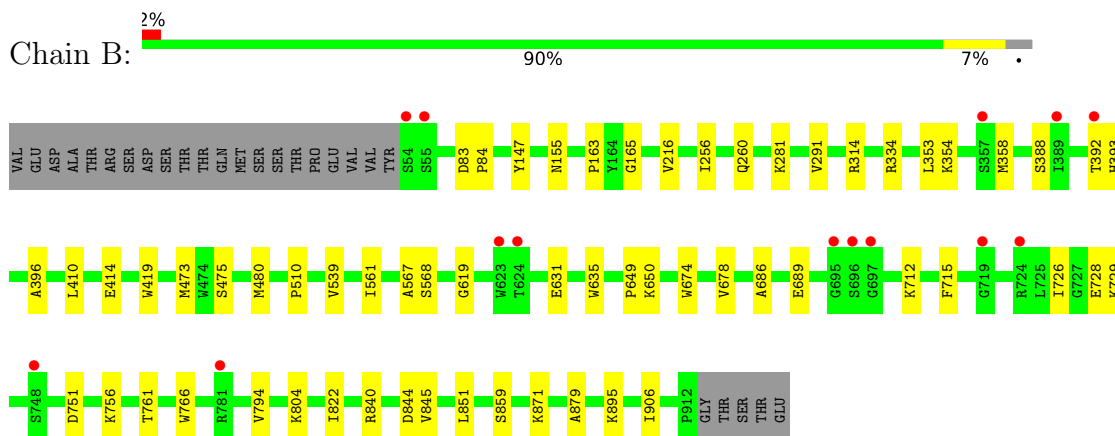 2%
Chain B:
90% 7% •
VAL GLU ASP ALA THR ARG SER ASP SER THR THR GLN MET SER SER THR PRO GLU VAL VAL TYR S54 S55 D83 P84 Y147 N155 P163 Y164 G165 V216 I256 Q260 K281 V291 R314 R334 L353 K354 S357 M358 S388 I389 T392 H393
A396 L410 E414 W419 M473 W474 S475 M480 P510 V539 I561 A567 S568 G619 W623 T624 E631 W635 P649 K650 W674 V678 A686 E689 G695 S696 G697 K712 F715 G719 R724 L725 I726 G727 E728 K729
S748 D751 K756 T761 W766 R781 V794 K804 I822 R840 D844 V845 L851 S859 K871 A879 K895 I906 P912 GLY THR SER THR GLU